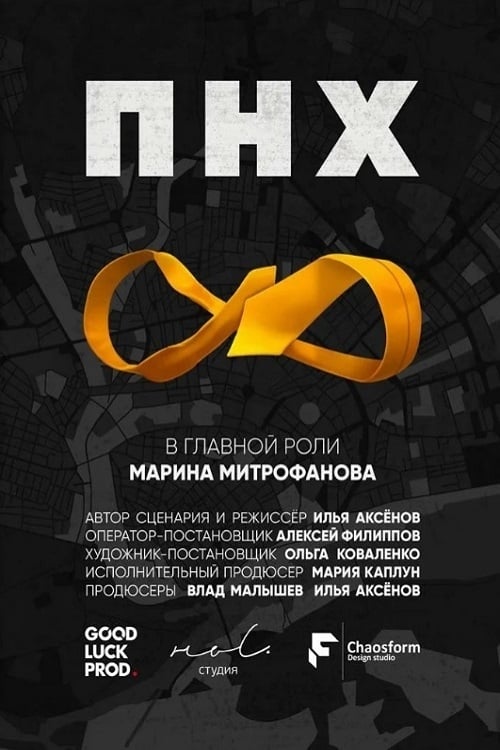 ПНХ
В ГЛАВНОЙ РОЛИ
МАРИНА МИТРОФАНОВА
АВТОР СЦЕНАРИЯ И РЕЖИССЁР ИЛЬЯ АКСЁНОВ
ОПЕРАТОР-ПОСТАНОВЩИК АЛЕКСЕЙ ФИЛИППОВ
ХУДОЖНИК-ПОСТАНОВЩИК ОЛЬГА КОВАЛЕНКО
ИСПОЛНИТЕЛЬНЫЙ ПРОДЮСЕР МАРИЯ КАПЛУН
ПРОДЮСЕРЫ ВЛАД МАЛЫШЕВ ИЛЬЯ АКСЁНОВ
GOOD
LUCK
PROD.
ноль.
СТУДИЯ
Chaosform
Design studio